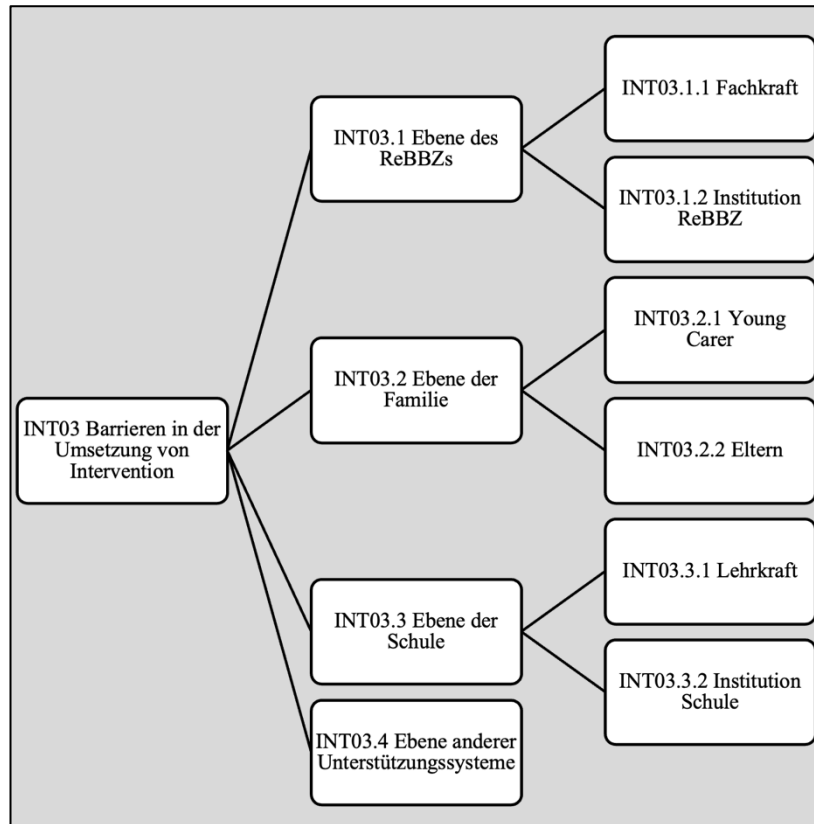 INT03 Barrieren in der
Umsetzung von
Intervention
INT03.1 Ebene des
ReBBZs
INT03.1.1 Fachkraft
INT03.1.2 Institution
ReBBZ
INT03.2 Ebene der
Familie
INT03.2.1 Young
Carer
INT03.2.2 Eltern
INT03.3 Ebene der
Schule
INT03.3.1 Lehrkraft
INT03.3.2 Institution
Schule
INT03.4 Ebene anderer
Unterstützungssysteme